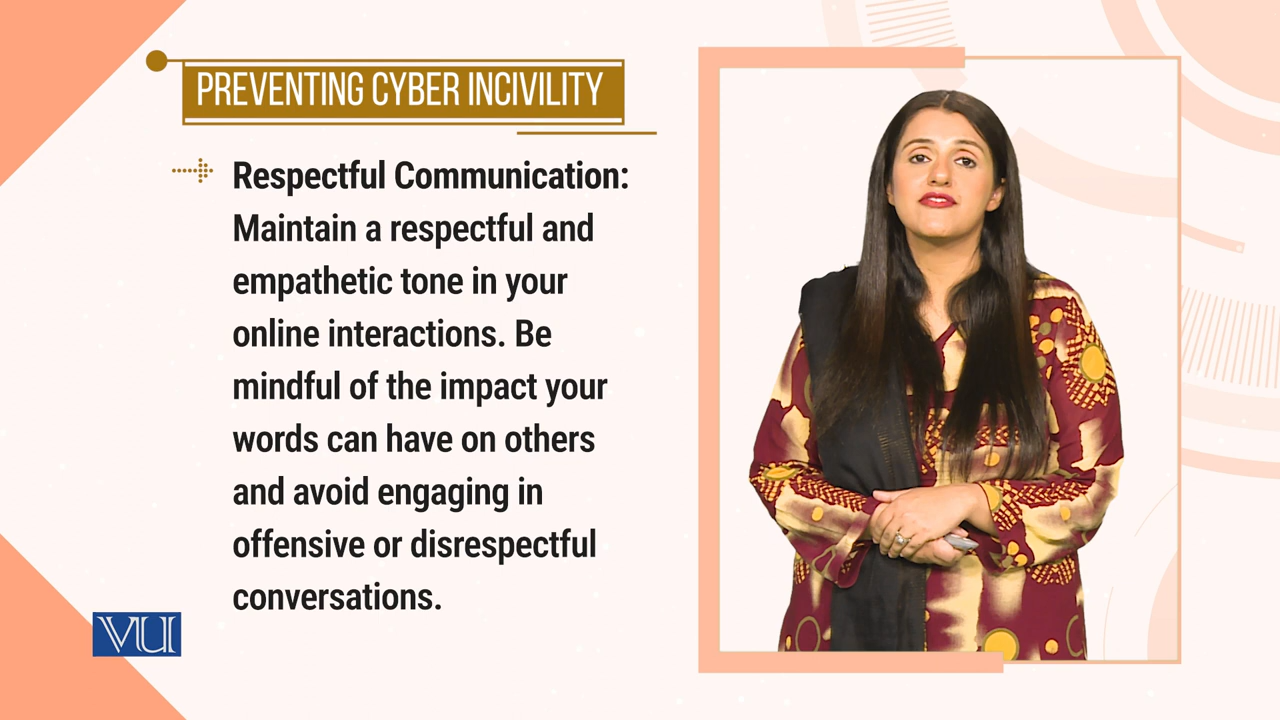 PREVENTING CYBER INCIVILITY
Respectful Communication:
Maintain a respectful and
empathetic tone in your
online interactions. Be
mindful of the impact your
words can have on others
and avoid engaging in
offensive or disrespectful
conversations.
VU